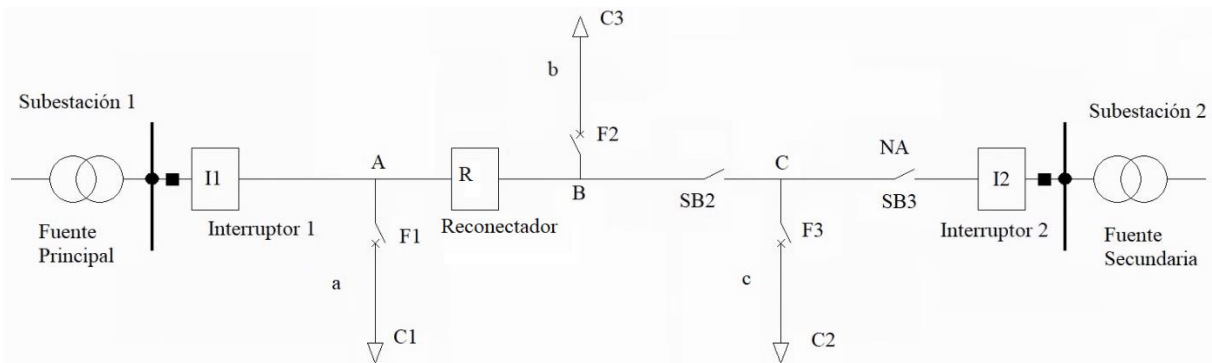 C3
b
Subestación 1
Subestación 2
F2
A
NA
I1
R
B
C
I2
SB2
SB3
Interruptor 1
F1
Reconectador
F3
Interruptor 2
Fuente
Principal
Fuente
Secundaria
a
c
C1
C2